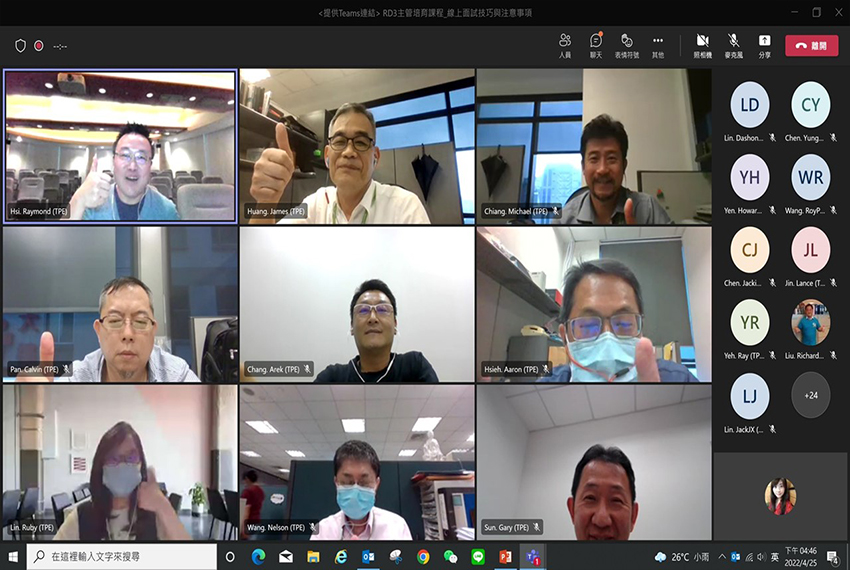 <提供Teams連結> RD3主管培育課程_線上面試技巧與注意事項
--:--
人員
聊天
表情符號
其他
照相機
麥克風
分享
離開
Hsi. Raymond (TPE)
Huang. James (TPE)
Chiang. Michael (TPE)
LD
CY
Lin. Dashon...
Chen. Yung...
YH
WR
Yen. Howar...
Wang. RoyP...
Pan. Calvin (TPE)
Chang. Arek (TPE)
Hsieh. Aaron (TPE)
CJ
JL
Chen. Jacki...
Jin. Lance (T...
YR
Yeh. Ray (TP...
Liu. Richard...
LJ
+24
Lin. JackJX (...
Lin. Ruby (TPE)
Wang. Nelson (TPE)
Sun. Gary (TPE)
在這裡輸入文字來搜尋
26°C 小雨
英
下午 04:46
2022/4/25
4